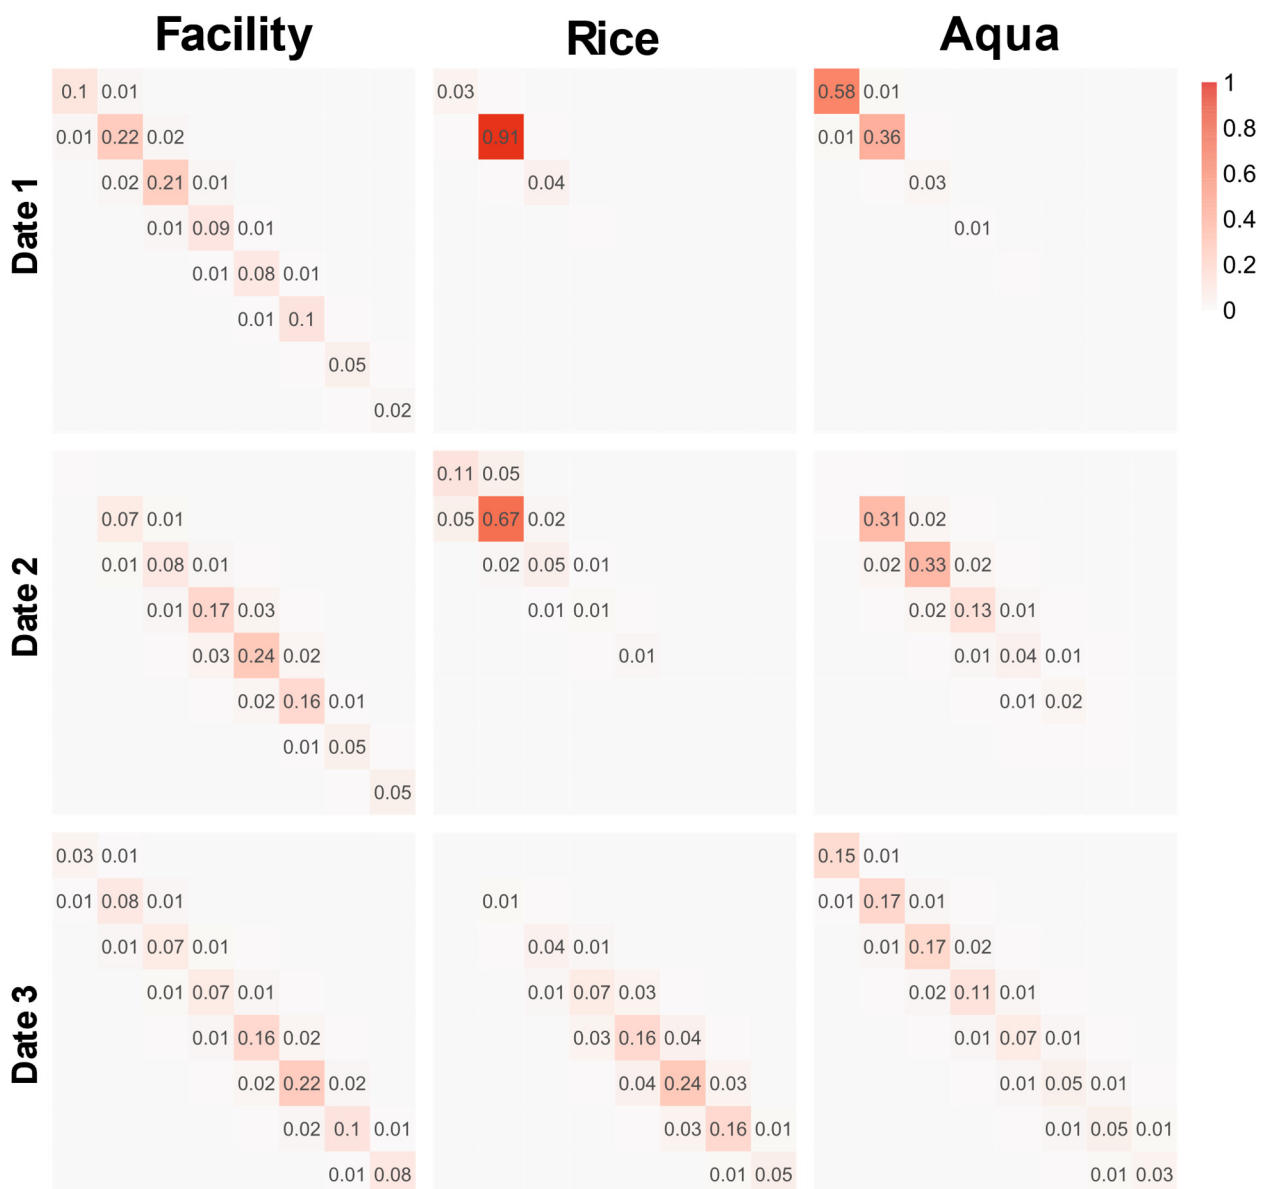 Facility Rice Aqua
0.1 0.01 0.03 0.58 0.01 1
0.01 0.22 0.02 0.91 0.01 0.36 0.8
0.02 0.21 0.01 0.04 0.03 0.6
0.01 0.09 0.01 0.01 0.4
0.01 0.08 0.01 0.2
0.01 0.1 0
0.05
0.02
Date 1
0.11 0.05
0.07 0.01 0.05 0.67 0.02 0.31 0.02
0.01 0.08 0.01 0.02 0.05 0.01 0.02 0.33 0.02
0.01 0.17 0.03 0.01 0.01 0.02 0.13 0.01
0.03 0.24 0.02 0.01 0.01 0.04 0.01
0.02 0.16 0.01 0.01 0.02
0.01 0.05
0.05
Date 2
0.03 0.01 0.15 0.01
0.01 0.08 0.01 0.01 0.01 0.17 0.01
0.01 0.07 0.01 0.04 0.01 0.01 0.17 0.02
0.01 0.07 0.01 0.01 0.07 0.03 0.02 0.11 0.01
0.01 0.16 0.02 0.03 0.16 0.04 0.01 0.07 0.01
0.02 0.22 0.02 0.04 0.24 0.03 0.01 0.05 0.01
0.02 0.1 0.01 0.03 0.16 0.01 0.01 0.05 0.01
0.01 0.08 0.01 0.05 0.01 0.03
Date 3